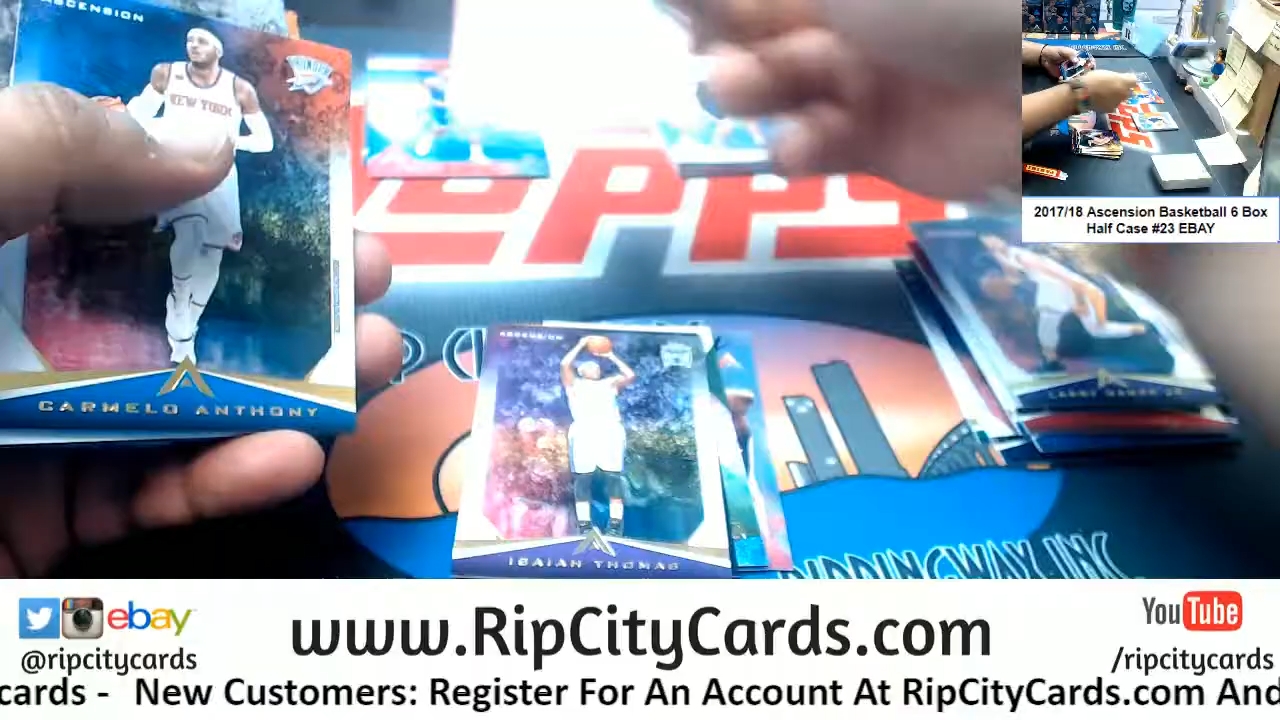 ASCENSION
NEW YORK
CARMELO ANTHONY
ASCENSION
ISAIAH THOMAS
2017/18 Ascension Basketball 6 Box
Half Case #23 EBAY
ebay
@ripcitycards
www.RipCityCards.com
YouTube
/ripcitycards
cards - New Customers: Register For An Account At RipCityCards.com And